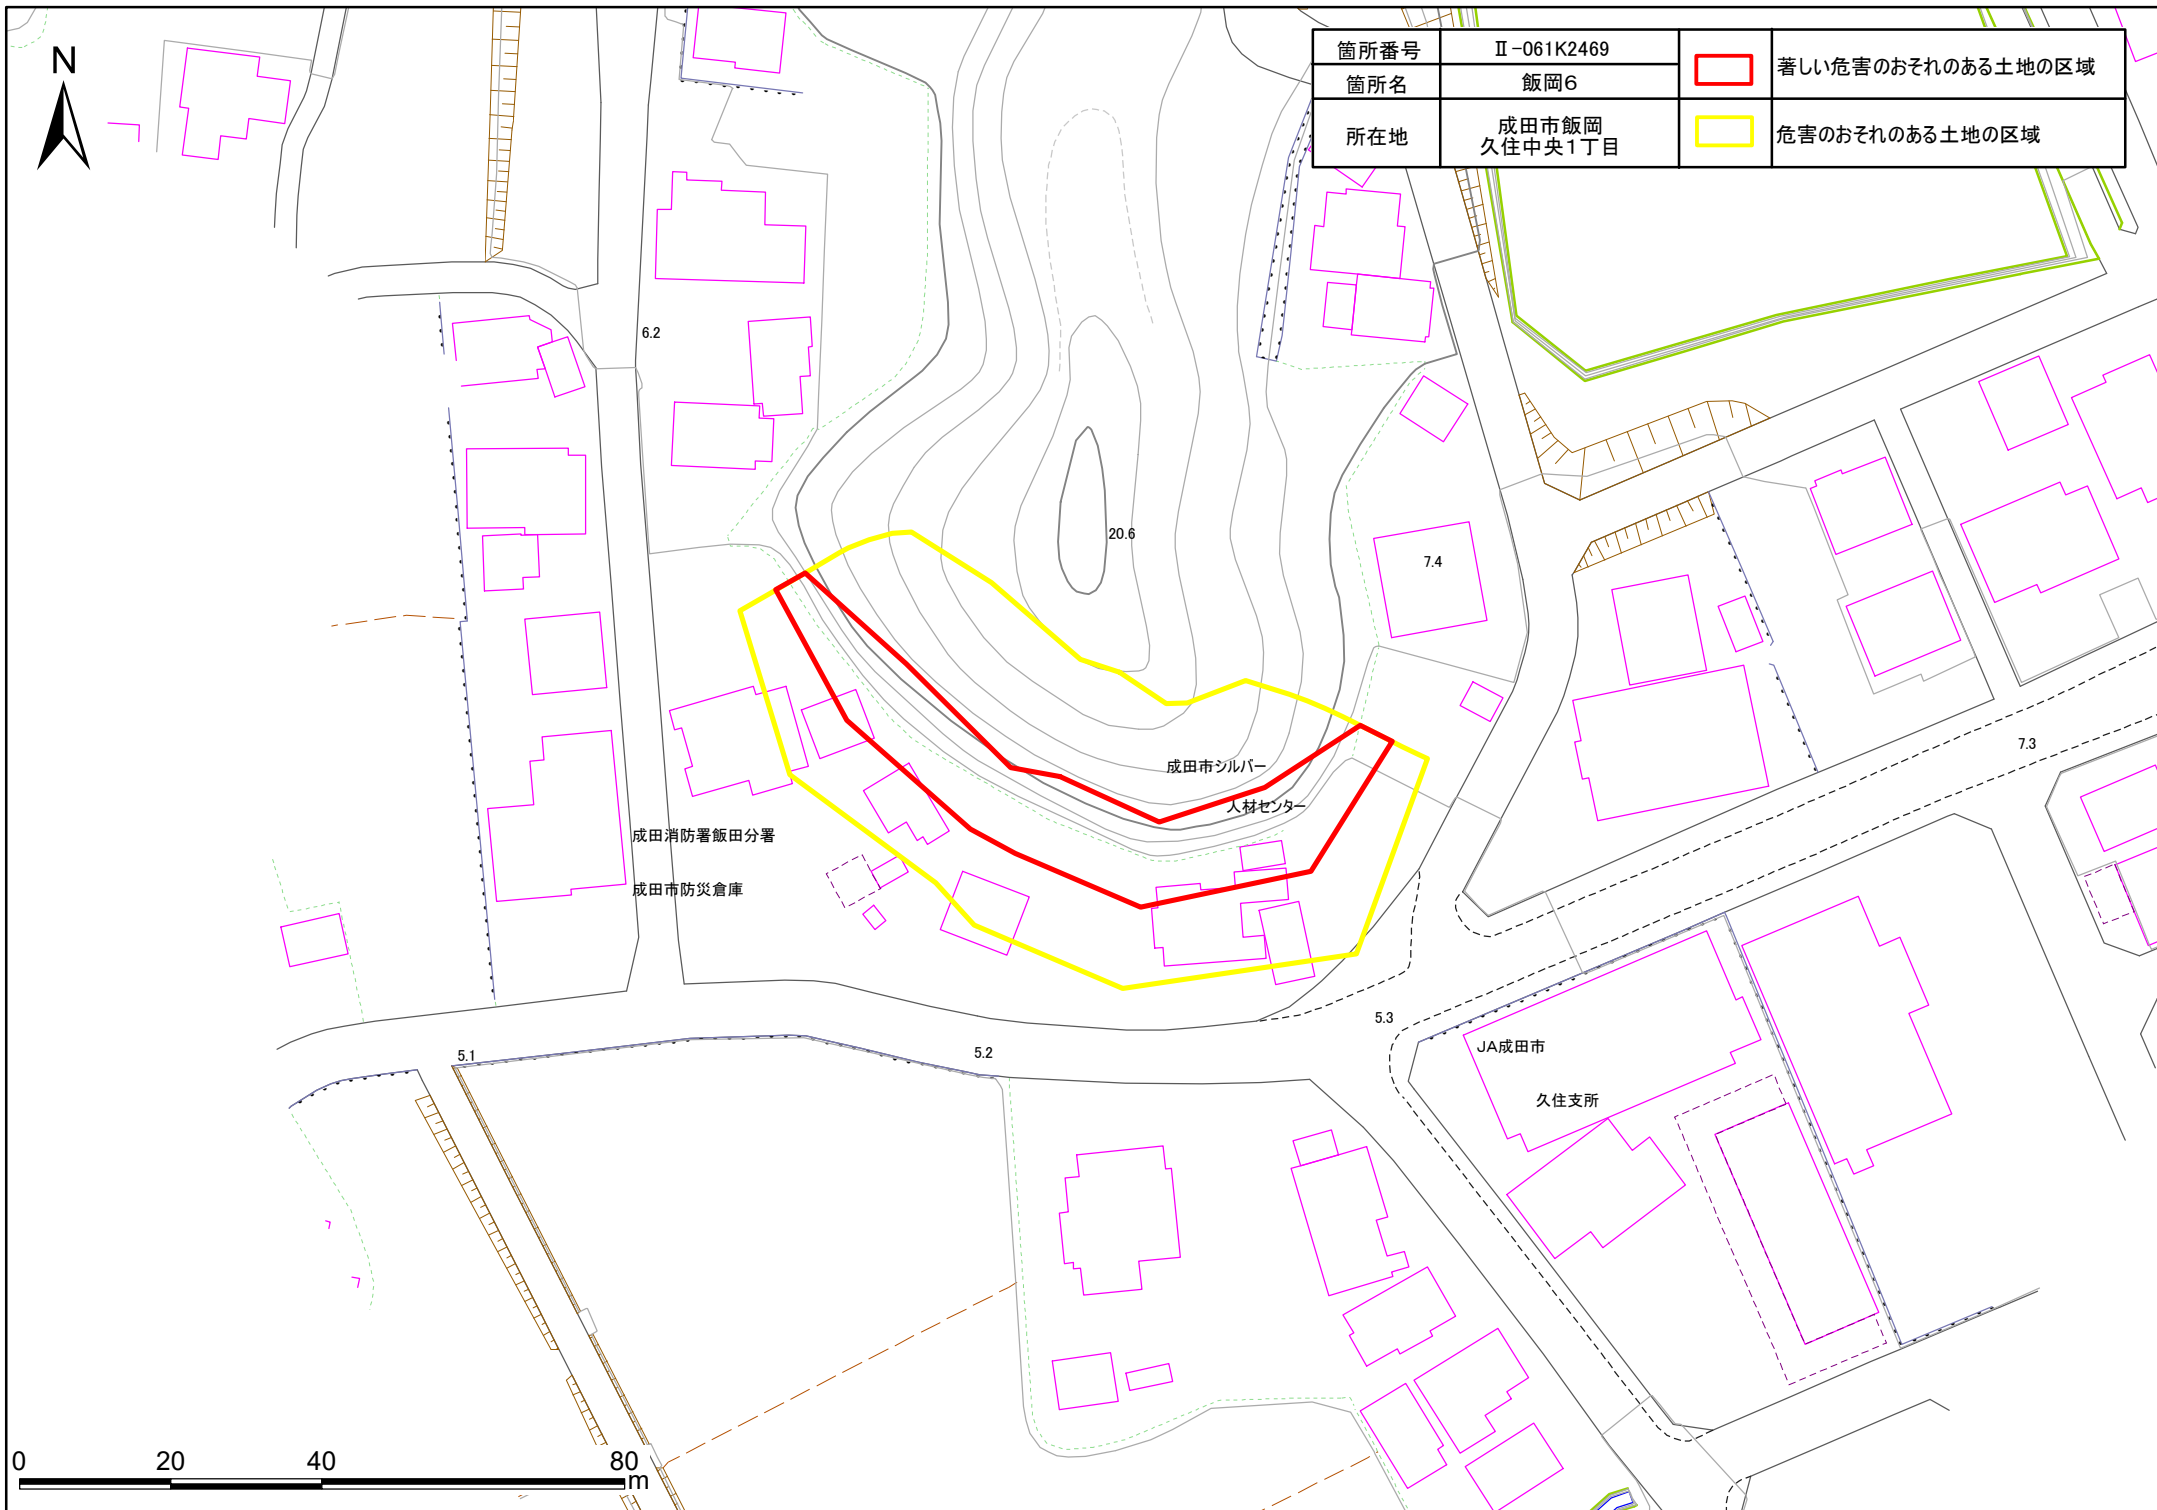 N
箇所番号 Ⅱ-061K2469
著しい危害のおそれのある土地の区域
箇所名 飯岡6
所在地 成田市飯岡
久住中央1丁目
危害のおそれのある土地の区域
6.2
20.6
7.4
7.3
成田市シルバー
人材センター
成田消防署飯田分署
成田市防災倉庫
5.3
JA成田市
5.1
5.2
久住支所
0 20 40 80
m